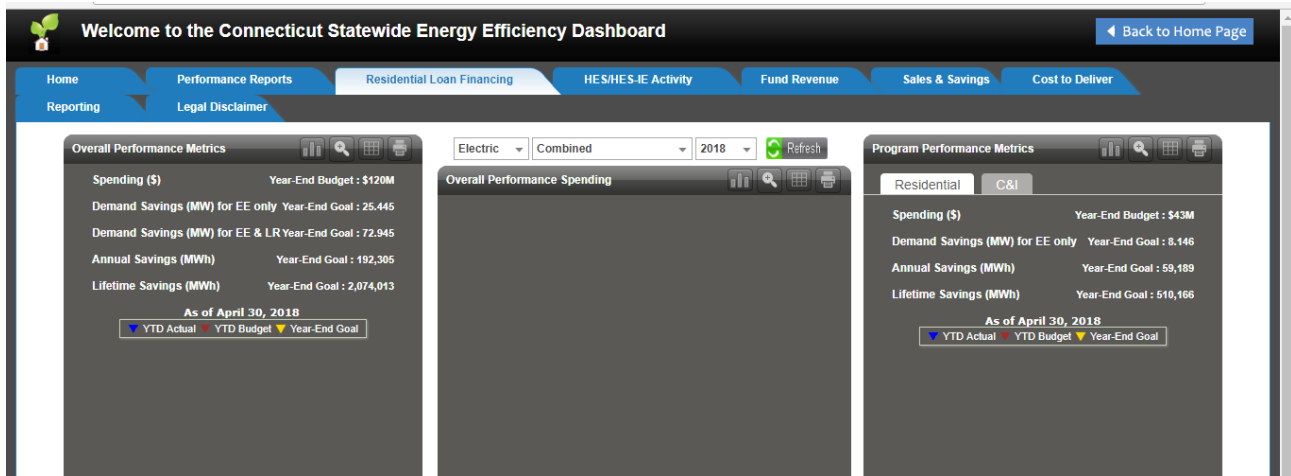 Welcome to the Connecticut Statewide Energy Efficiency Dashboard
Back to Home Page
Home
Performance Reports
Residential Loan Financing
HES/HES-IE Activity
Fund Revenue
Sales & Savings
Cost to Deliver
Reporting
Legal Disclaimer
Overall Performance Metrics
Spending ($) Year-End Budget : $120M
Demand Savings (MW) for EE only Year-End Goal : 25.445
Demand Savings (MW) for EE & LR Year-End Goal : 72.945
Annual Savings (MWh) Year-End Goal : 192,305
Lifetime Savings (MWh) Year-End Goal : 2,074,013
As of April 30, 2018
YTD Actual YTD Budget Year-End Goal
Electric Combined 2018 Refresh
Overall Performance Spending
Program Performance Metrics
Residential C&I
Spending ($) Year-End Budget : $43M
Demand Savings (MW) for EE only Year-End Goal : 8.146
Annual Savings (MWh) Year-End Goal : 59,189
Lifetime Savings (MWh) Year-End Goal : 510,166
As of April 30, 2018
YTD Actual YTD Budget Year-End Goal